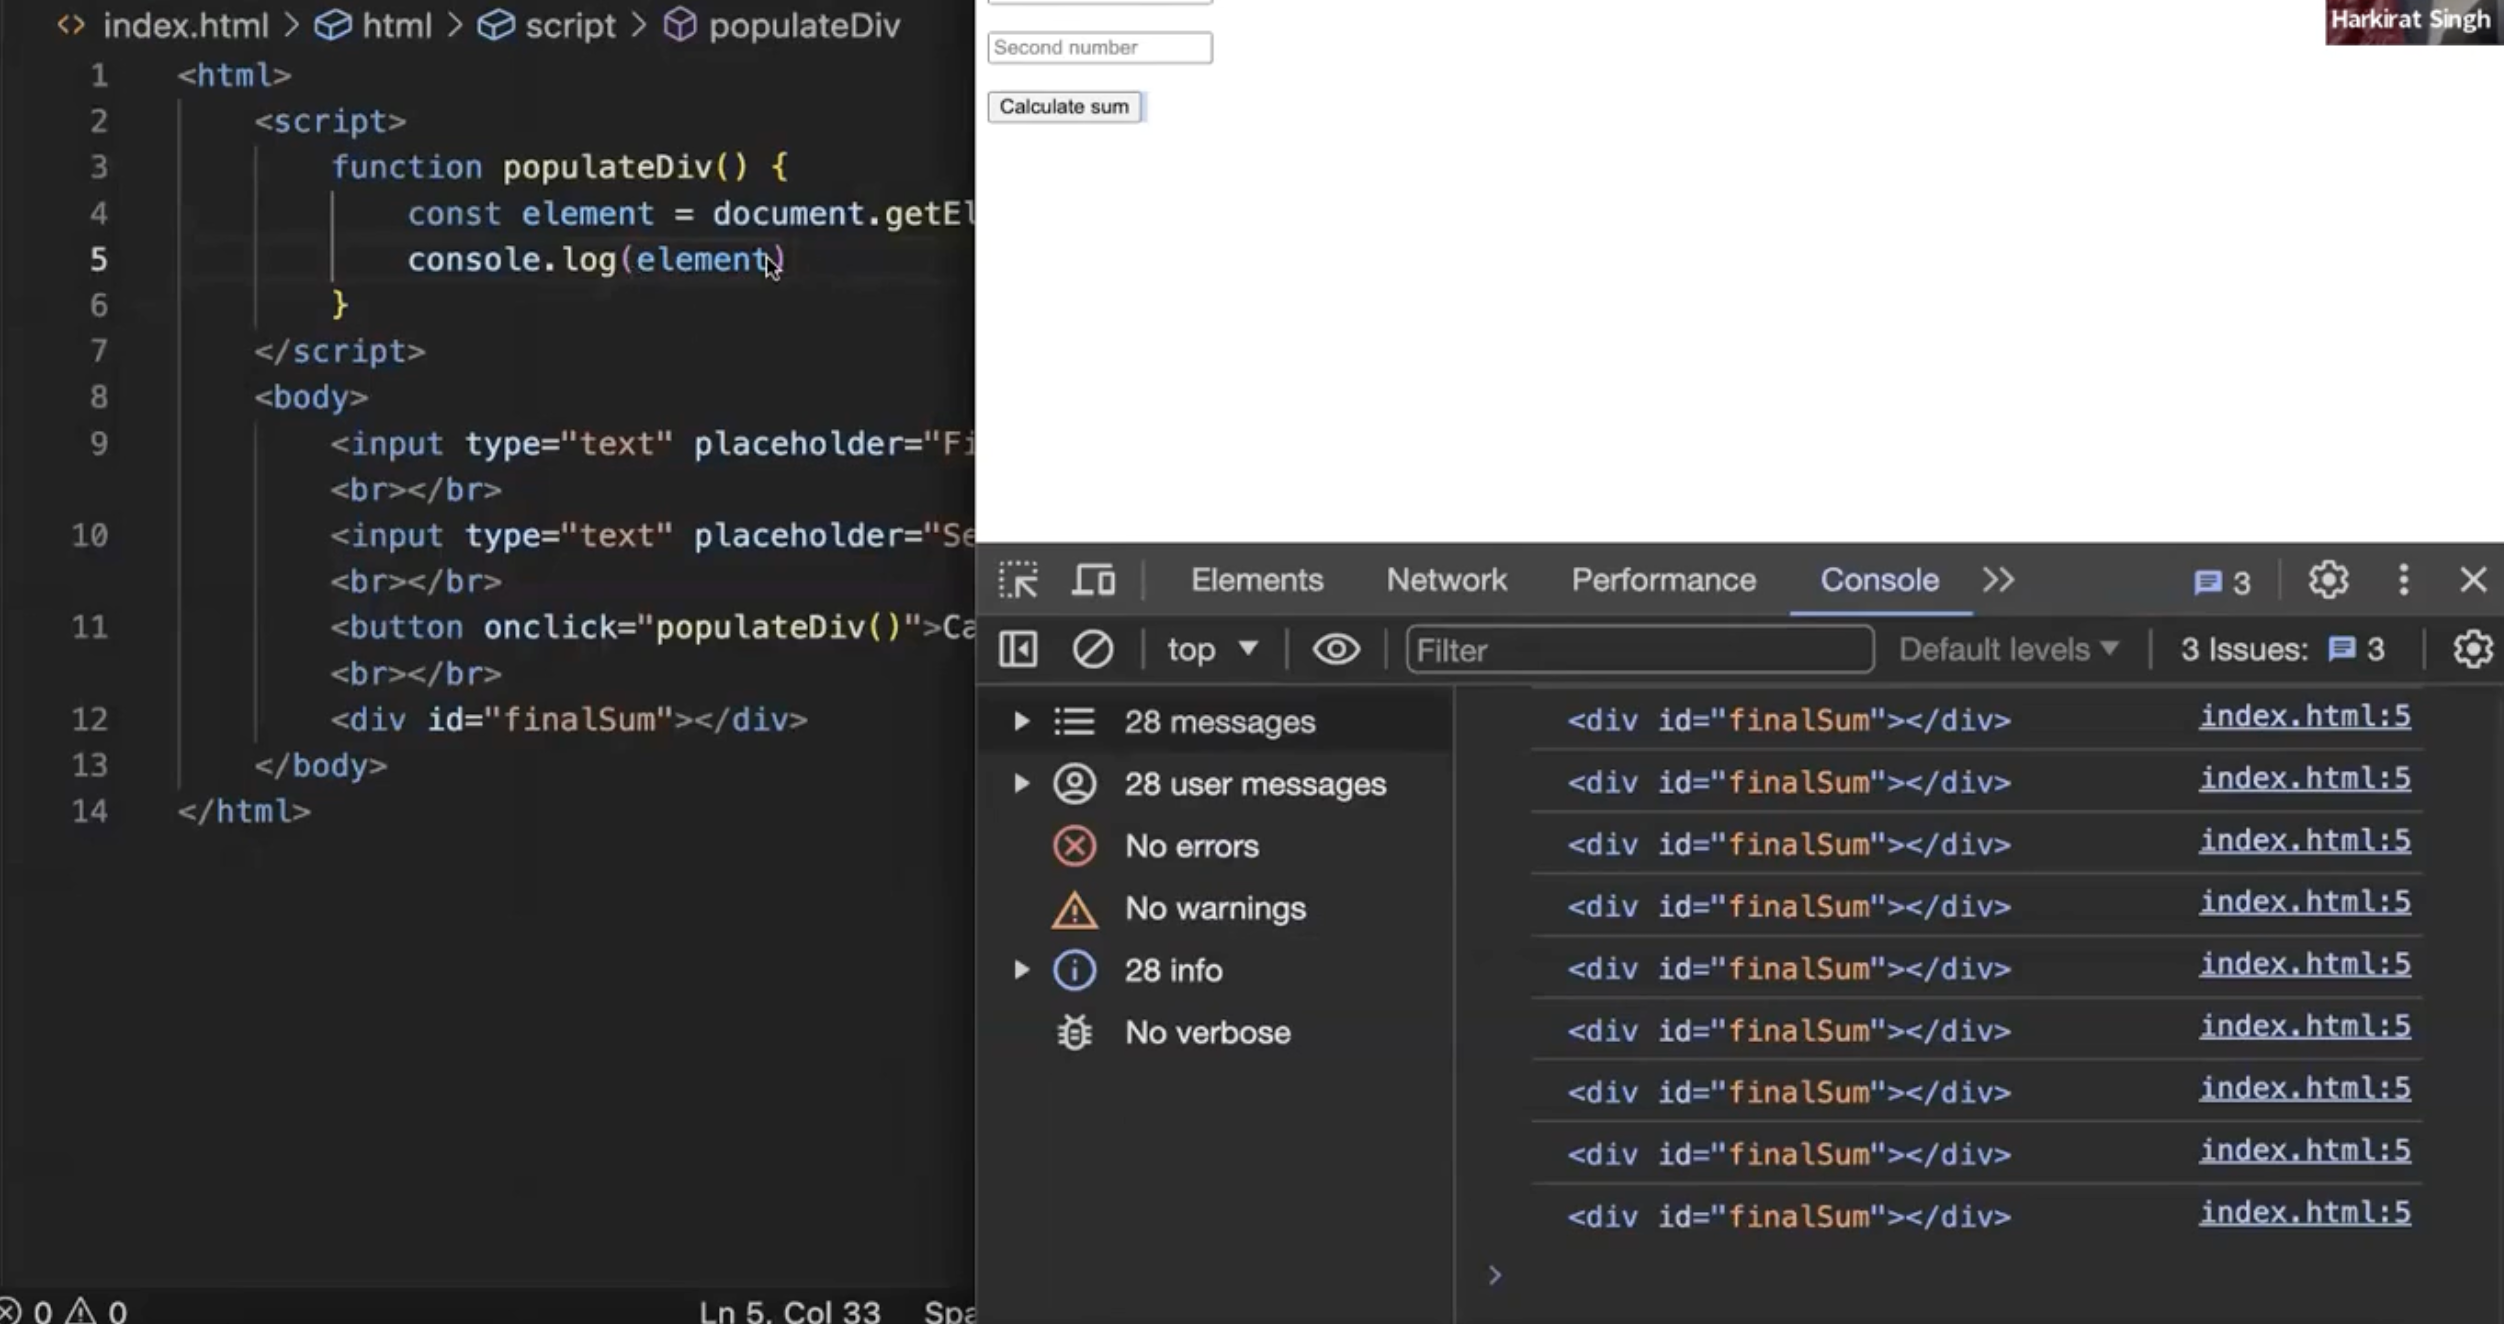 index.html > html > script > populateDiv
1 <html>
2 <script>
3 function populateDiv() {
4 const element = document.getEl
5 console.log(element)
6 }
7 </script>
8 <body>
9 <input type="text" placeholder="Fi
<br></br>
10 <input type="text" placeholder="Se
<br></br>
11 <button onclick="populateDiv()">Ca
<br></br>
12 <div id="finalSum"></div>
13 </body>
14 </html>
0 0
Ln 5, Col 33 Spa
Harkirat Singh
Second number
Calculate sum
Elements Network Performance Console 3
top Filter Default levels 3 Issues: 3
28 messages
28 user messages
No errors
No warnings
28 info
No verbose
<div id="finalSum"></div> index.html:5
<div id="finalSum"></div> index.html:5
<div id="finalSum"></div> index.html:5
<div id="finalSum"></div> index.html:5
<div id="finalSum"></div> index.html:5
<div id="finalSum"></div> index.html:5
<div id="finalSum"></div> index.html:5
<div id="finalSum"></div> index.html:5
<div id="finalSum"></div> index.html:5